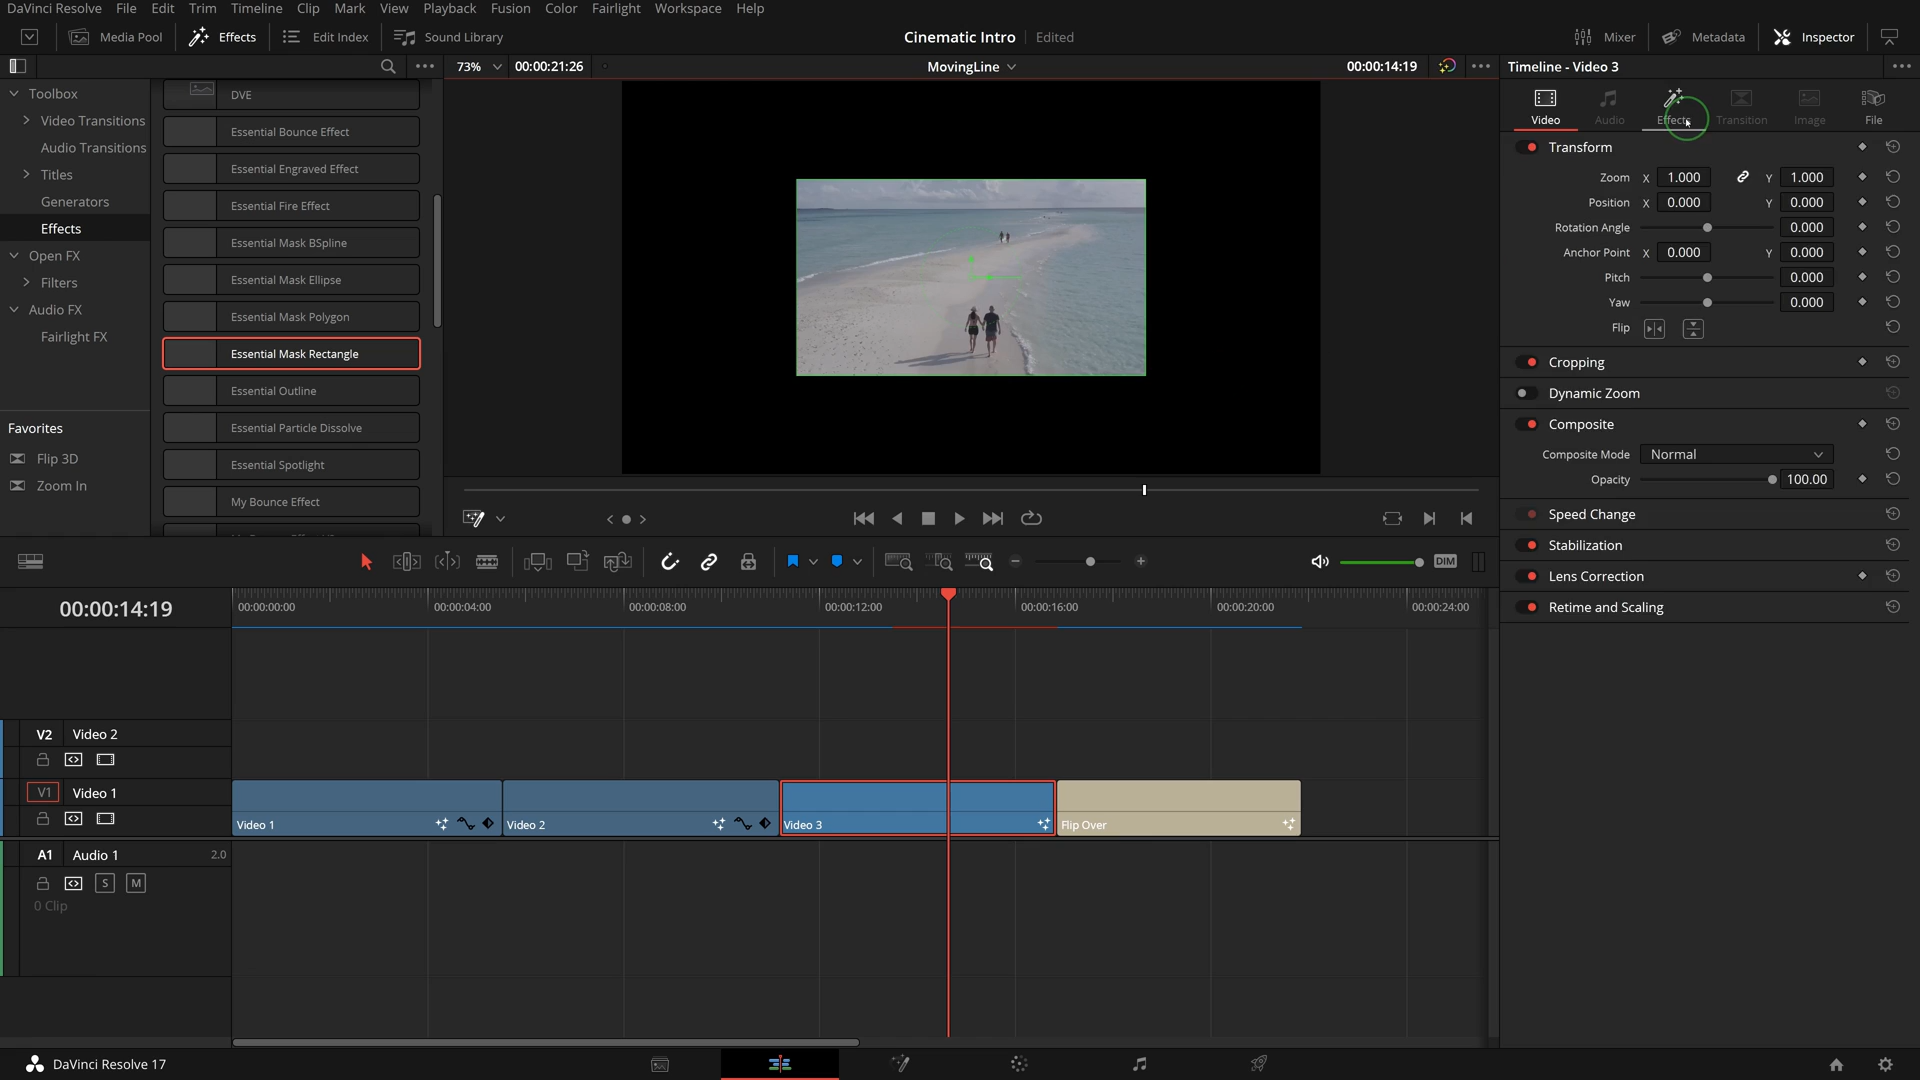 DaVinci Resolve File Edit Trim Timeline Clip Mark View Playback Fusion Color Fairlight Workspace Help
Media Pool Effects Edit Index Sound Library
Cinematic Intro Edited
Mixer Metadata Inspector
73% 00:00:21:26
MovingLine
00:00:14:19
Timeline - Video 3
Toolbox
Video Transitions
Audio Transitions
Titles
Generators
Effects
Open FX
Filters
Audio FX
Fairlight FX
Favorites
Flip 3D
Zoom In
DVE
Essential Bounce Effect
Essential Engraved Effect
Essential Fire Effect
Essential Mask BSpline
Essential Mask Ellipse
Essential Mask Polygon
Essential Mask Rectangle
Essential Outline
Essential Particle Dissolve
Essential Spotlight
My Bounce Effect
Video Audio Effects Transition Image File
Transform
Zoom X 1.000 Y 1.000
Position X 0.000 Y 0.000
Rotation Angle 0.000
Anchor Point X 0.000 Y 0.000
Pitch 0.000
Yaw 0.000
Flip
Cropping
Dynamic Zoom
Composite
Composite Mode Normal
Opacity 100.00
Speed Change
Stabilization
Lens Correction
Retime and Scaling
DIM
00:00:14:19
00:00:00:00 00:00:04:00 00:00:08:00 00:00:12:00 00:00:16:00 00:00:20:00 00:00:24:00
V2 Video 2
V1 Video 1
Video 1 Video 2 Video 3 Flip Over
A1 Audio 1 2.0
S M
0 Clip
DaVinci Resolve 17